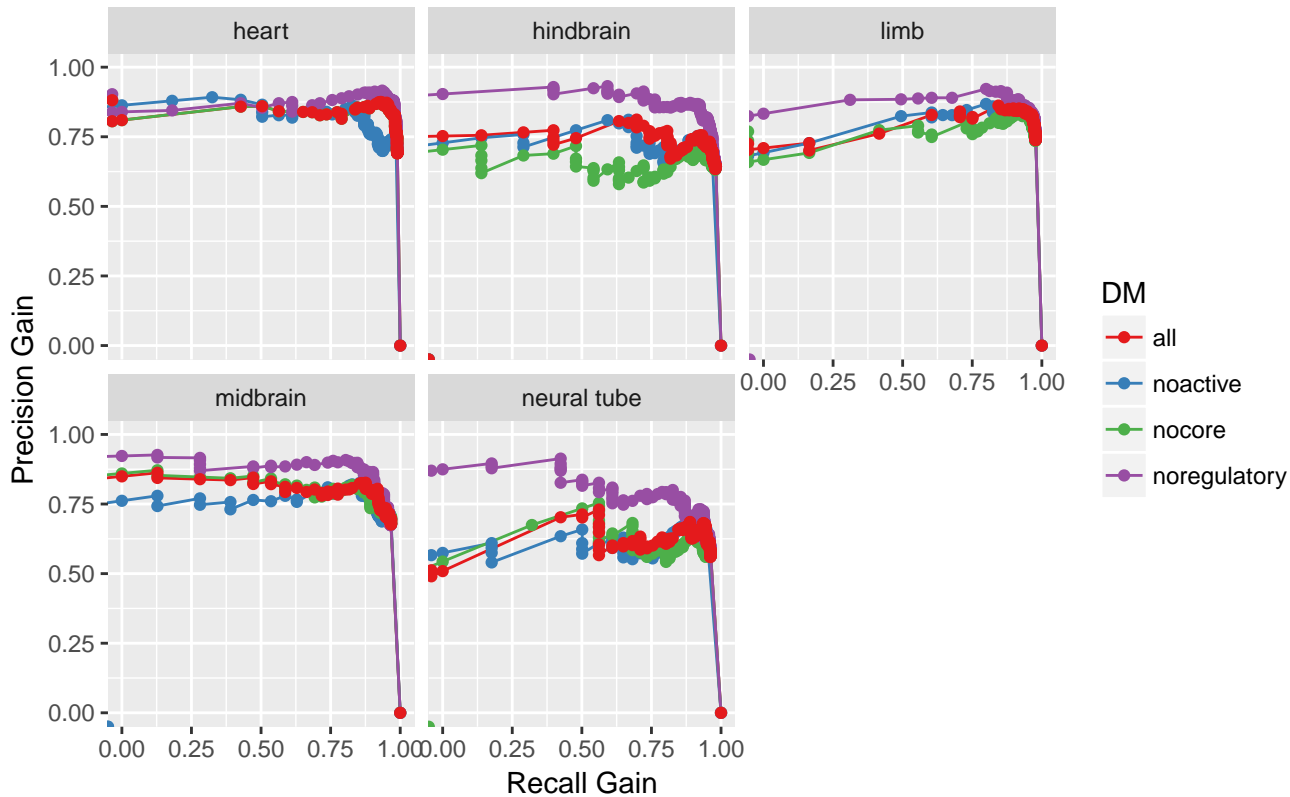 heart
hindbrain
limb
1.00
0.75
0.50
0.25
0.00
0.00 0.25 0.50 0.75 1.00
midbrain
neural tube
1.00
0.75
0.50
0.25
0.00
0.00 0.25 0.50 0.75 1.00
0.00 0.25 0.50 0.75 1.00
Recall Gain
Precision Gain
DM
all
noactive
nocore
noregulatory